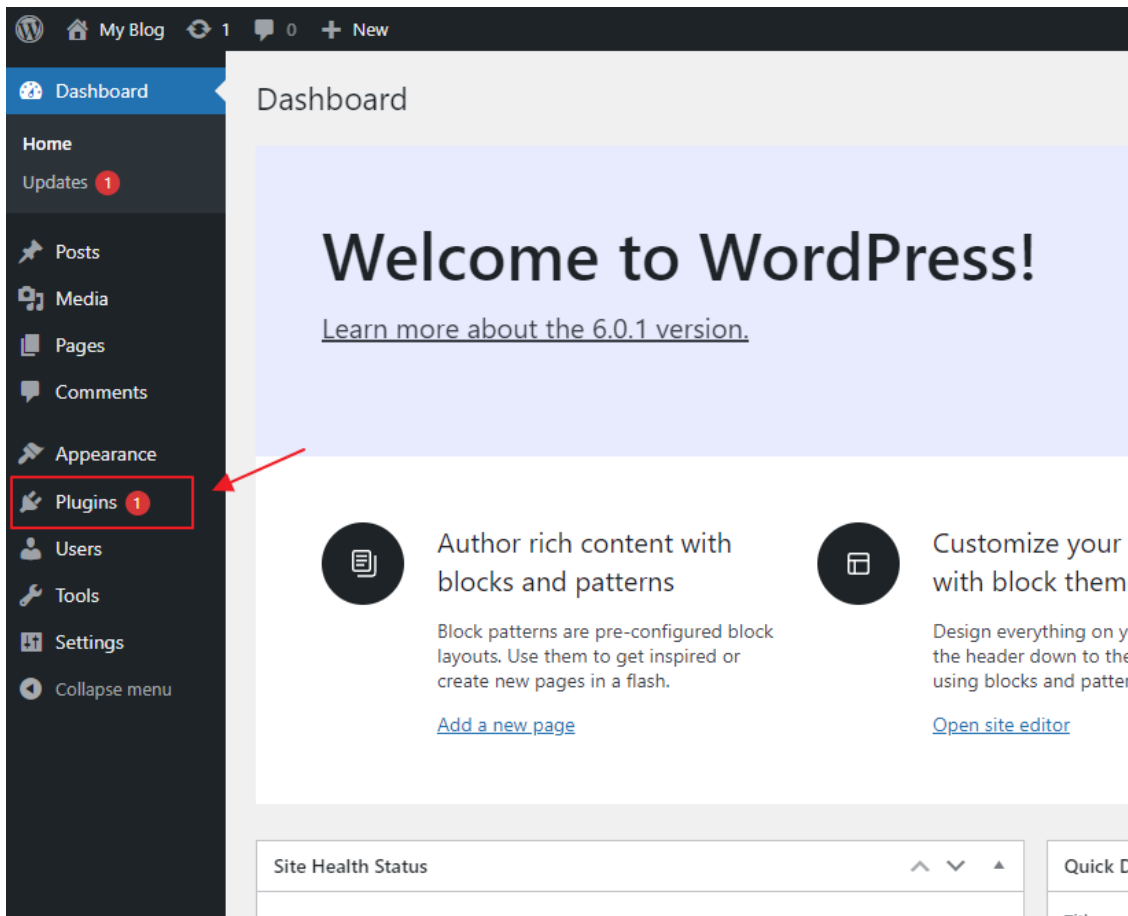 My Blog 1 0 New
Dashboard
Home
Updates 1
Posts
Media
Pages
Comments
Appearance
Plugins 1
Users
Tools
Settings
Collapse menu
Dashboard
Welcome to WordPress!
Learn more about the 6.0.1 version.
Author rich content with
blocks and patterns
Block patterns are pre-configured block
layouts. Use them to get inspired or
create new pages in a flash.
Add a new page
Customize your
with block them
Design everything on y
the header down to the
using blocks and patter
Open site editor
Site Health Status
Quick D